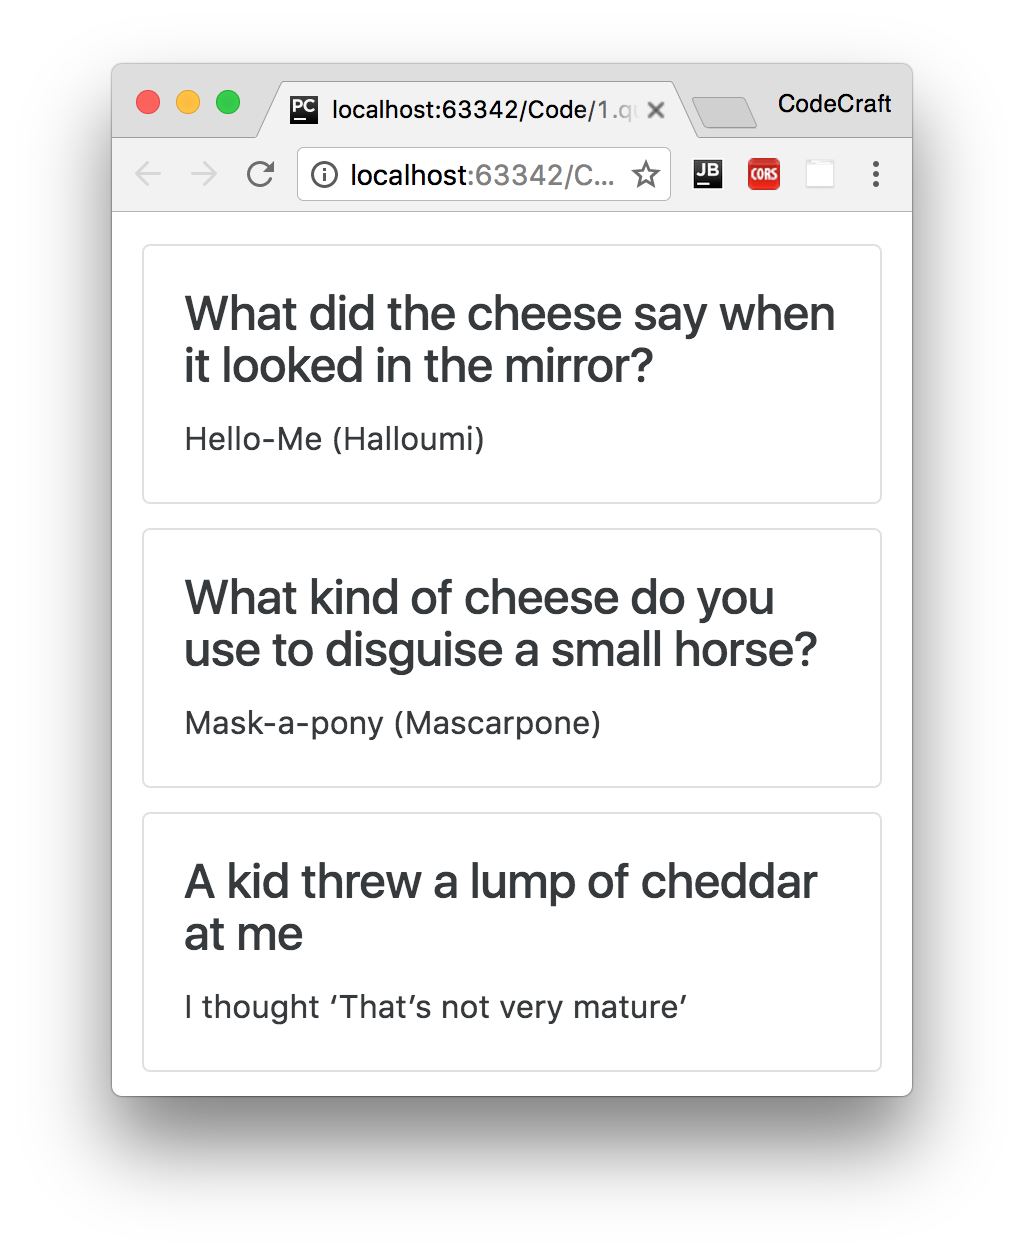 PC
localhost:63342/Code/1.qu
CodeCraft
localhost:63342/C...
JB
CORS
What did the cheese say when
it looked in the mirror?
Hello-Me (Halloumi)
What kind of cheese do you
use to disguise a small horse?
Mask-a-pony (Mascarpone)
A kid threw a lump of cheddar
at me
I thought ‘That’s not very mature’